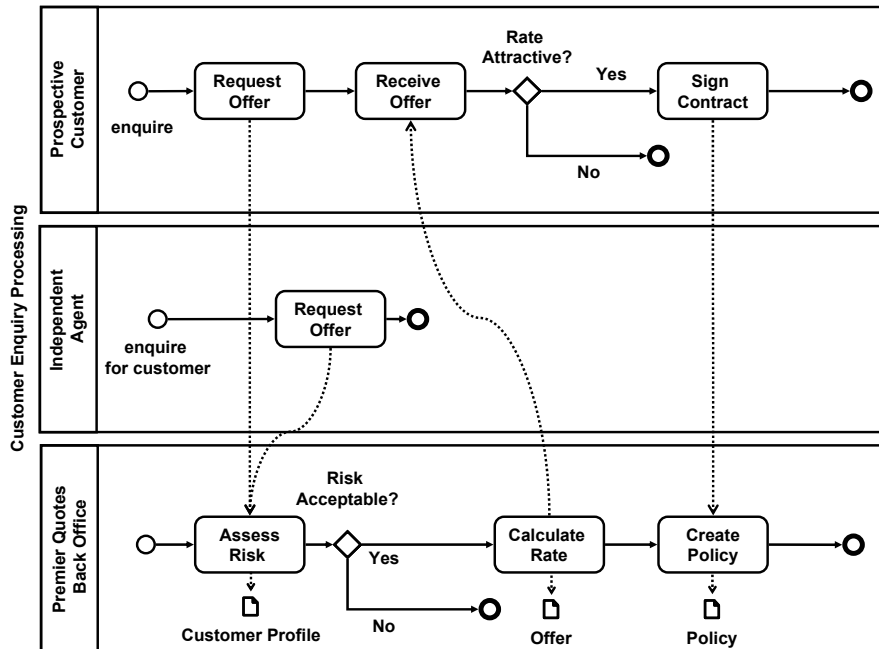 Customer Enquiry Processing
Prospective
Customer
enquire
Request
Offer
Receive
Offer
Rate
Attractive?
Yes
No
Sign
Contract
Independent
Agent
enquire
for customer
Request
Offer
Premier Quotes
Back Office
Assess
Risk
Customer Profile
Risk
Acceptable?
Yes
No
Calculate
Rate
Offer
Create
Policy
Policy